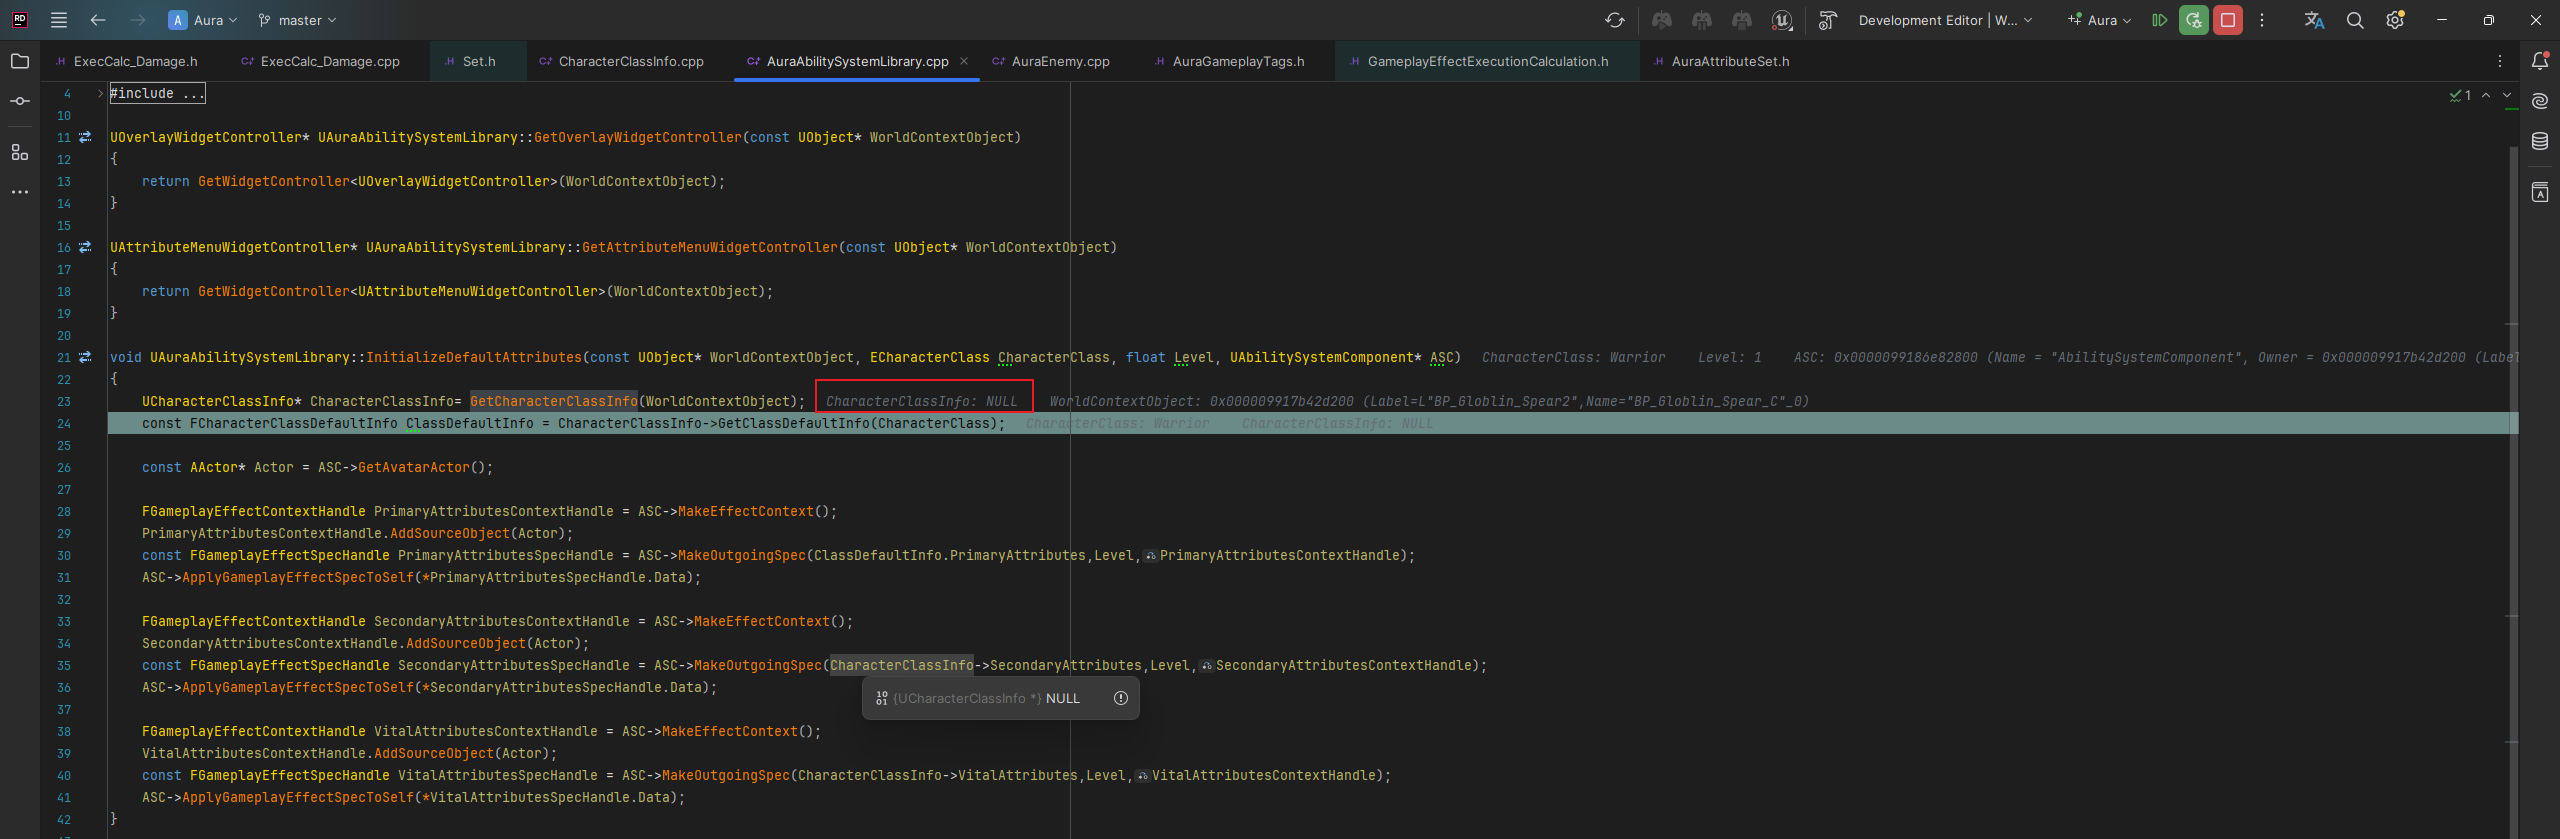 RD A Aura master Development Editor | W... Aura
ExecCalc_Damage.h ExecCalc_Damage.cpp Set.h CharacterClassInfo.cpp AuraAbilitySystemLibrary.cpp AuraEnemy.cpp AuraGameplayTags.h GameplayEffectExecutionCalculation.h AuraAttributeSet.h
4 #include ... 1
10
11 UOverlayWidgetController* UAuraAbilitySystemLibrary::GetOverlayWidgetController(const UObject* WorldContextObject)
12 {
13 return GetWidgetController<UOverlayWidgetController>(WorldContextObject);
14 }
15
16 UAttributeMenuWidgetController* UAuraAbilitySystemLibrary::GetAttributeMenuWidgetController(const UObject* WorldContextObject)
17 {
18 return GetWidgetController<UAttributeMenuWidgetController>(WorldContextObject);
19 }
20
21 void UAuraAbilitySystemLibrary::InitializeDefaultAttributes(const UObject* WorldContextObject, ECharacterClass CharacterClass, float Level, UAbilitySystemComponent* ASC) CharacterClass: Warrior Level: 1 ASC: 0x0000099186e82800 (Name = "AbilitySystemComponent", Owner = 0x000009917b42d200 (Label
22 {
23 UCharacterClassInfo* CharacterClassInfo= GetCharacterClassInfo(WorldContextObject); CharacterClassInfo: NULL WorldContextObject: 0x000009917b42d200 (Label=L"BP_Globlin_Spear2",Name="BP_Globlin_Spear_C"_0)
24 const FCharacterClassDefaultInfo ClassDefaultInfo = CharacterClassInfo->GetClassDefaultInfo(CharacterClass); CharacterClass: Warrior CharacterClassInfo: NULL
25
26 const AActor* Actor = ASC->GetAvatarActor();
27
28 FGameplayEffectContextHandle PrimaryAttributesContextHandle = ASC->MakeEffectContext();
29 PrimaryAttributesContextHandle.AddSourceObject(Actor);
30 const FGameplayEffectSpecHandle PrimaryAttributesSpecHandle = ASC->MakeOutgoingSpec(ClassDefaultInfo.PrimaryAttributes,Level,PrimaryAttributesContextHandle);
31 ASC->ApplyGameplayEffectSpecToSelf(*PrimaryAttributesSpecHandle.Data);
32
33 FGameplayEffectContextHandle SecondaryAttributesContextHandle = ASC->MakeEffectContext();
34 SecondaryAttributesContextHandle.AddSourceObject(Actor);
35 const FGameplayEffectSpecHandle SecondaryAttributesSpecHandle = ASC->MakeOutgoingSpec(CharacterClassInfo->SecondaryAttributes,Level,SecondaryAttributesContextHandle);
36 ASC->ApplyGameplayEffectSpecToSelf(*SecondaryAttributesSpecHandle.Data);
37 {UCharacterClassInfo *} NULL
38 FGameplayEffectContextHandle VitalAttributesContextHandle = ASC->MakeEffectContext();
39 VitalAttributesContextHandle.AddSourceObject(Actor);
40 const FGameplayEffectSpecHandle VitalAttributesSpecHandle = ASC->MakeOutgoingSpec(CharacterClassInfo->VitalAttributes,Level,VitalAttributesContextHandle);
41 ASC->ApplyGameplayEffectSpecToSelf(*VitalAttributesSpecHandle.Data);
42 }